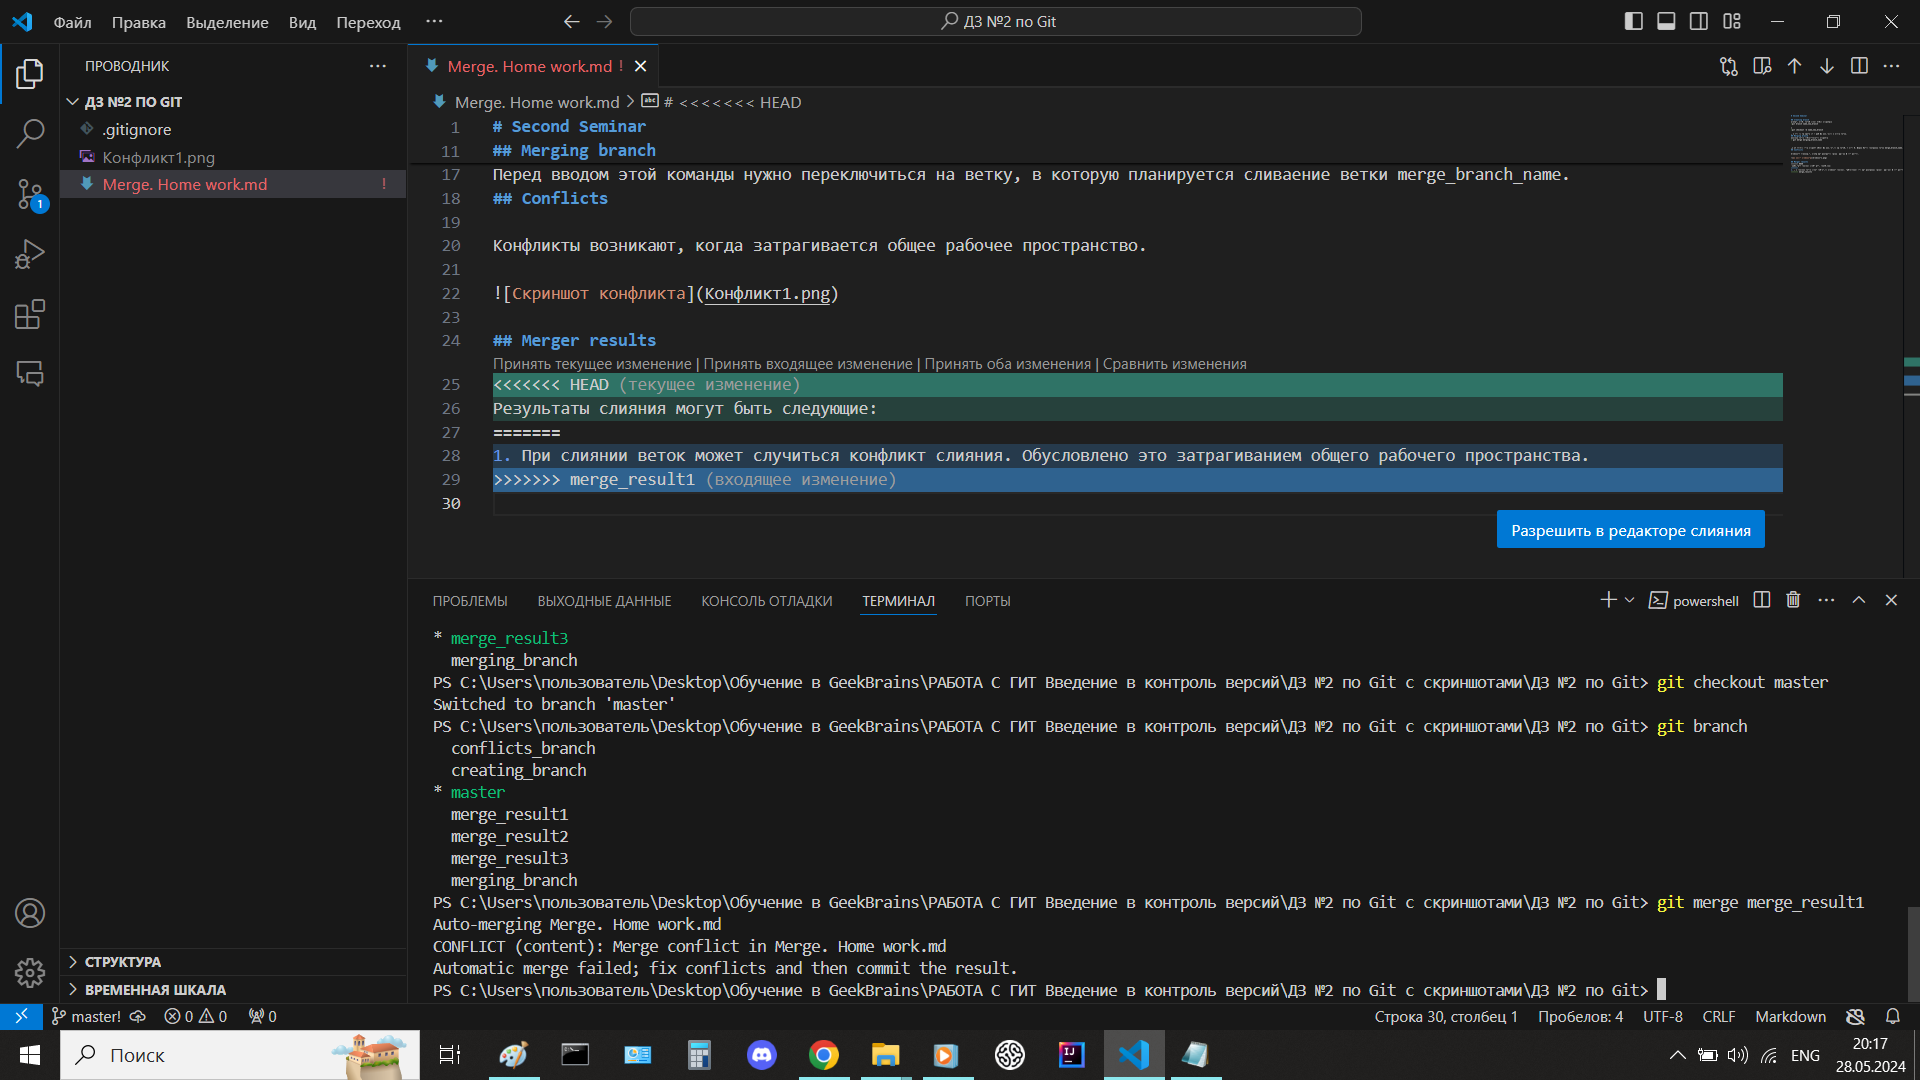 Файл Правка Выделение Вид Переход ···
ДЗ №2 по Git
ПРОВОДНИК
ДЗ №2 ПО GIT
.gitignore
Конфликт1.png
Merge. Home work.md !
1
СТРУКТУРА
ВРЕМЕННАЯ ШКАЛА
Merge. Home work.md !
Merge. Home work.md > # <<<<<<< HEAD
1 # Second Seminar
11 ## Merging branch
17 Перед вводом этой команды нужно переключиться на ветку, в которую планируется сливаение ветки merge_branch_name.
18 ## Conflicts
19
20 Конфликты возникают, когда затрагивается общее рабочее пространство.
21
22 ![Скриншот конфликта](Конфликт1.png)
23
24 ## Merger results
Принять текущее изменение | Принять входящее изменение | Принять оба изменения | Сравнить изменения
25 <<<<<<< HEAD (текущее изменение)
26 Результаты слияния могут быть следующие:
27 =======
28 1. При слиянии веток может случиться конфликт слияния. Обусловлено это затрагиванием общего рабочего пространства.
29 >>>>>>> merge_result1 (входящее изменение)
30
Разрешить в редакторе слияния
ПРОБЛЕМЫ ВЫХОДНЫЕ ДАННЫЕ КОНСОЛЬ ОТЛАДКИ ТЕРМИНАЛ ПОРТЫ
powershell
* merge_result3
merging_branch
PS C:\Users\пользователь\Desktop\Обучение в GeekBrains\РАБОТА С ГИТ Введение в контроль версий\ДЗ №2 по Git с скриншотами\ДЗ №2 по Git> git checkout master
Switched to branch 'master'
PS C:\Users\пользователь\Desktop\Обучение в GeekBrains\РАБОТА С ГИТ Введение в контроль версий\ДЗ №2 по Git с скриншотами\ДЗ №2 по Git> git branch
conflicts_branch
creating_branch
* master
merge_result1
merge_result2
merge_result3
merging_branch
PS C:\Users\пользователь\Desktop\Обучение в GeekBrains\РАБОТА С ГИТ Введение в контроль версий\ДЗ №2 по Git с скриншотами\ДЗ №2 по Git> git merge merge_result1
Auto-merging Merge. Home work.md
CONFLICT (content): Merge conflict in Merge. Home work.md
Automatic merge failed; fix conflicts and then commit the result.
PS C:\Users\пользователь\Desktop\Обучение в GeekBrains\РАБОТА С ГИТ Введение в контроль версий\ДЗ №2 по Git с скриншотами\ДЗ №2 по Git>
master! 0 0 0
Строка 30, столбец 1 Пробелов: 4 UTF-8 CRLF Markdown
Поиск
ENG
20:17
28.05.2024